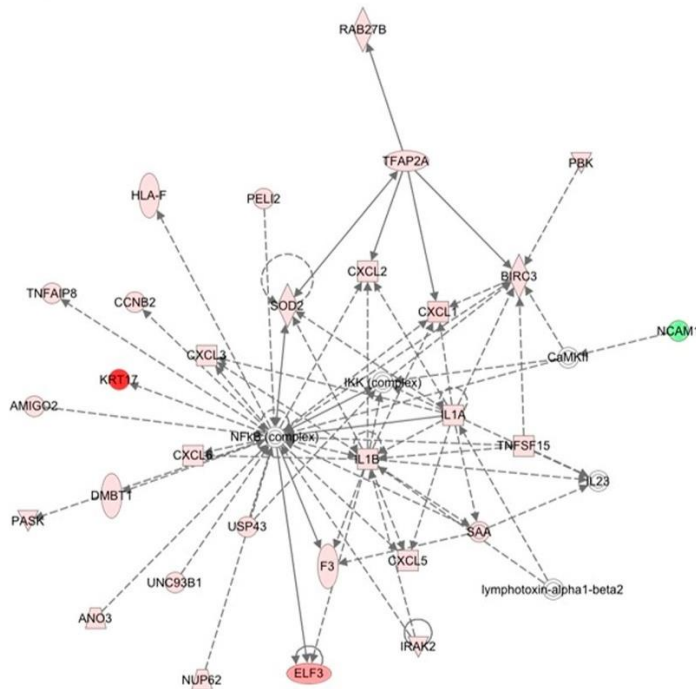 RAB27B
TFAP2A
PBK
HLA-F
PELI2
CXCL2
BIRC3
TNFAIP8
CCNB2
SOD2
CXCL1
NCAM1
CXCL3
CaMKII
KRT17
IKK (complex)
AMIGO2
IL1A
NFkB (complex)
TNFSF15
CXCL6
IL1B
IL23
DMBT1
PASK
USP43
SAA
F3
CXCL5
UNC93B1
lymphotoxin-alpha1-beta2
ANO3
IRAK2
ELF3
NUP62